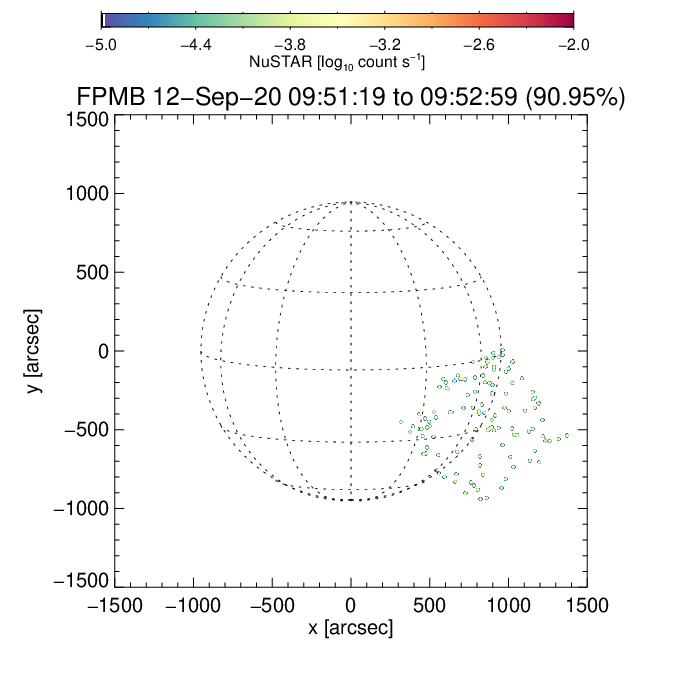 −5.0 −4.4 −3.8 −3.2 −2.6 −2.0
NuSTAR [log₁₀ count s⁻¹]
FPMB 12−Sep−20 09:51:19 to 09:52:59 (90.95%)
1500
1000
500
0
−500
−1000
−1500
y [arcsec]
−1500 −1000 −500 0 500 1000 1500
x [arcsec]